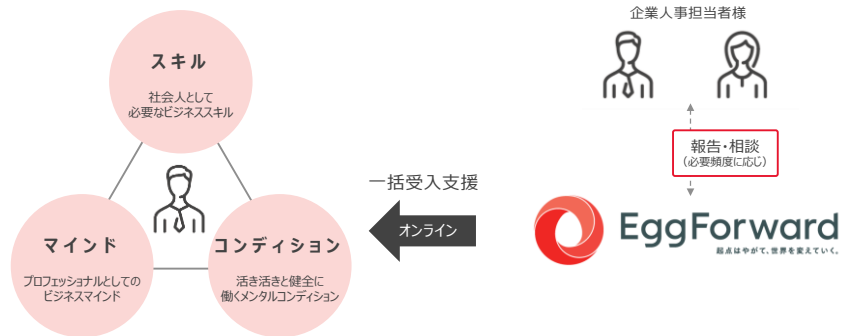 スキル
社会人として
必要なビジネススキル
マインド
プロフェッショナルとしての
ビジネスマインド
コンディション
活き活きと健全に
働くメンタルコンディション
一括受入支援
オンライン
企業人事担当者様
報告・相談
（必要頻度に応じ）
EggForward
起点はやがて、世界を変えていく。